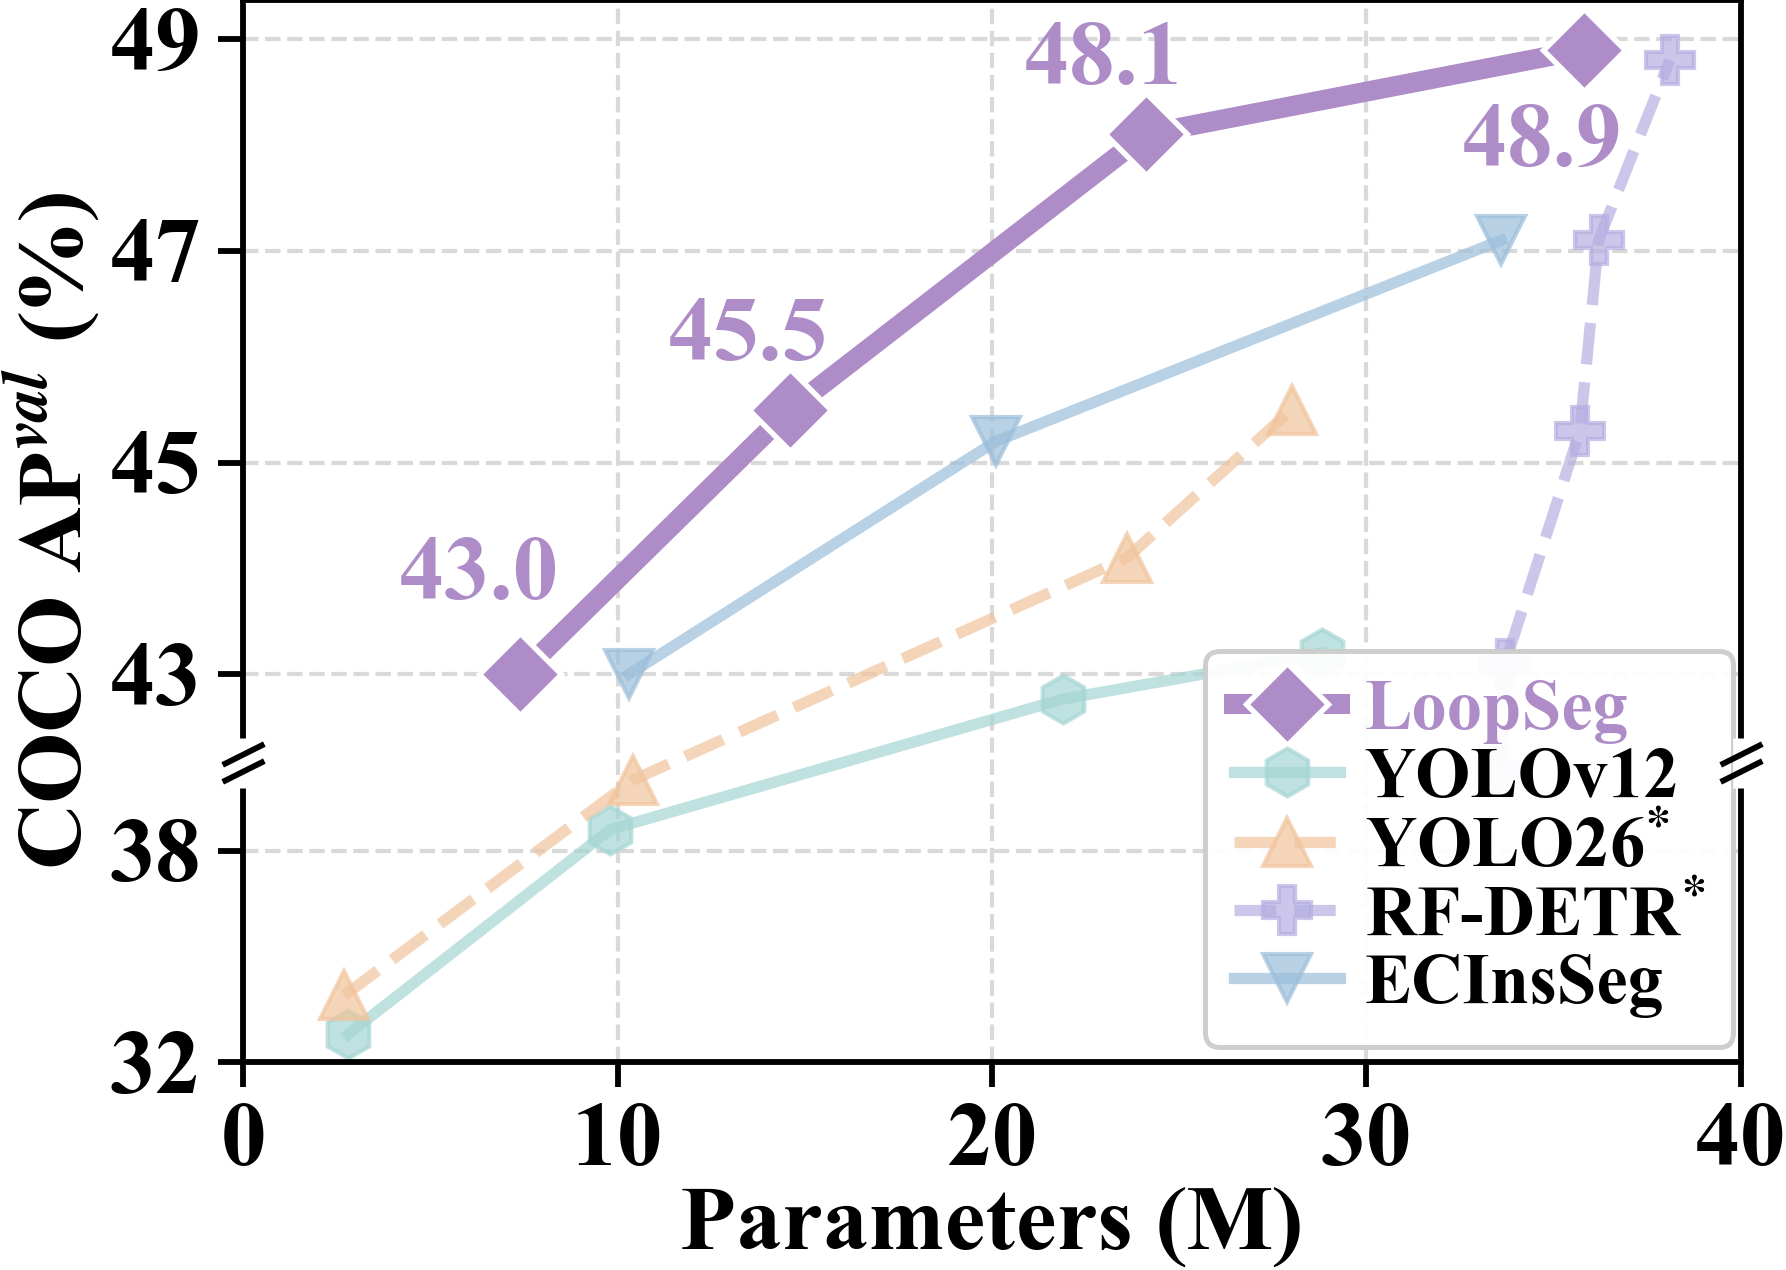 COCO AP^val (%)
49
47
45
43
38
32
43.0
45.5
48.1
48.9
LoopSeg
YOLOv12
YOLO26*
RF-DETR*
ECInsSeg
0 10 20 30 40
Parameters (M)